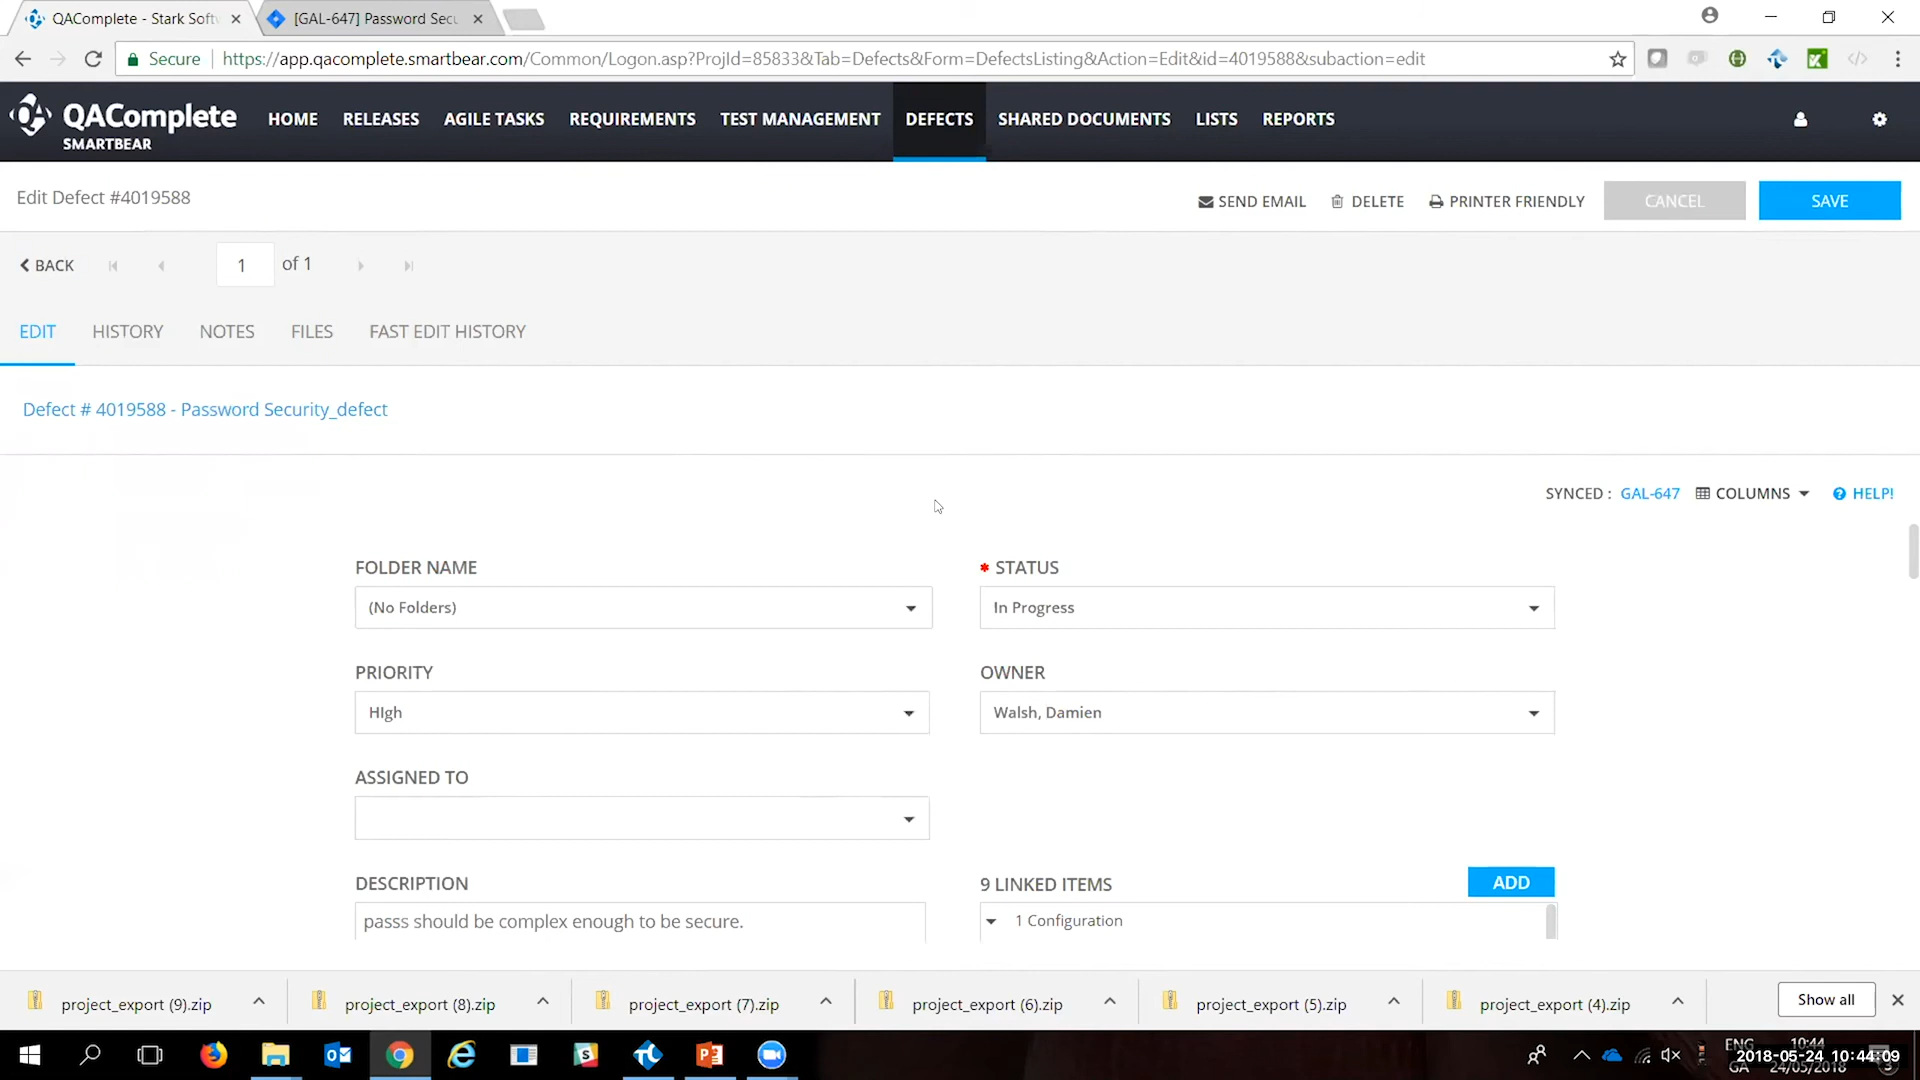 QAComplete - Stark Soft
[GAL-647] Password Secu
Secure
https://app.qacomplete.smartbear.com/Common/Logon.asp?ProjId=85833&Tab=Defects&Form=DefectsListing&Action=Edit&id=4019588&subaction=edit
QAComplete
SMARTBEAR
HOME RELEASES AGILE TASKS REQUIREMENTS TEST MANAGEMENT DEFECTS SHARED DOCUMENTS LISTS REPORTS
Edit Defect #4019588
SEND EMAIL DELETE PRINTER FRIENDLY CANCEL SAVE
BACK 1 of 1
EDIT HISTORY NOTES FILES FAST EDIT HISTORY
Defect # 4019588 - Password Security_defect
SYNCED : GAL-647 COLUMNS HELP!
FOLDER NAME
* STATUS
(No Folders)
In Progress
PRIORITY
OWNER
HIgh
Walsh, Damien
ASSIGNED TO
DESCRIPTION
9 LINKED ITEMS
ADD
passs should be complex enough to be secure.
1 Configuration
project_export (9).zip
project_export (8).zip
project_export (7).zip
project_export (6).zip
project_export (5).zip
project_export (4).zip
Show all
ENG
GA
10:44
24/05/2018
2018-05-24 10:44:09
3